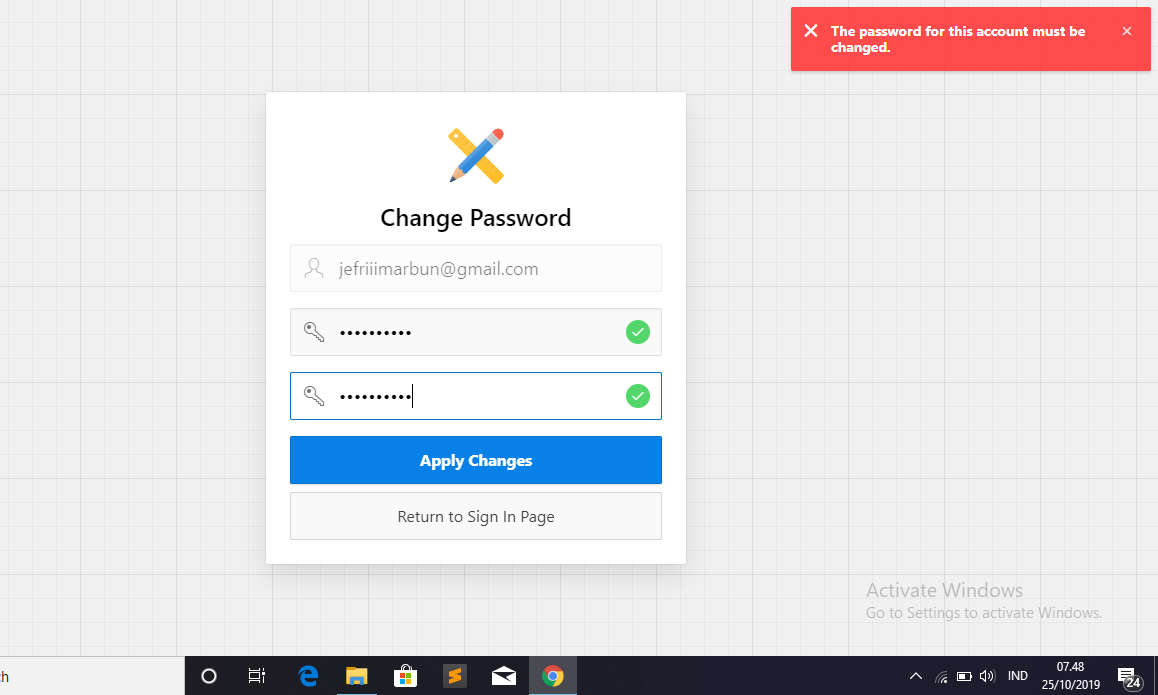 The password for this account must be
changed.
Change Password
jefriiimarbun@gmail.com
••••••••••
••••••••••
Apply Changes
Return to Sign In Page
Activate Windows
Go to Settings to activate Windows.
ch
IND
07.48
25/10/2019
24